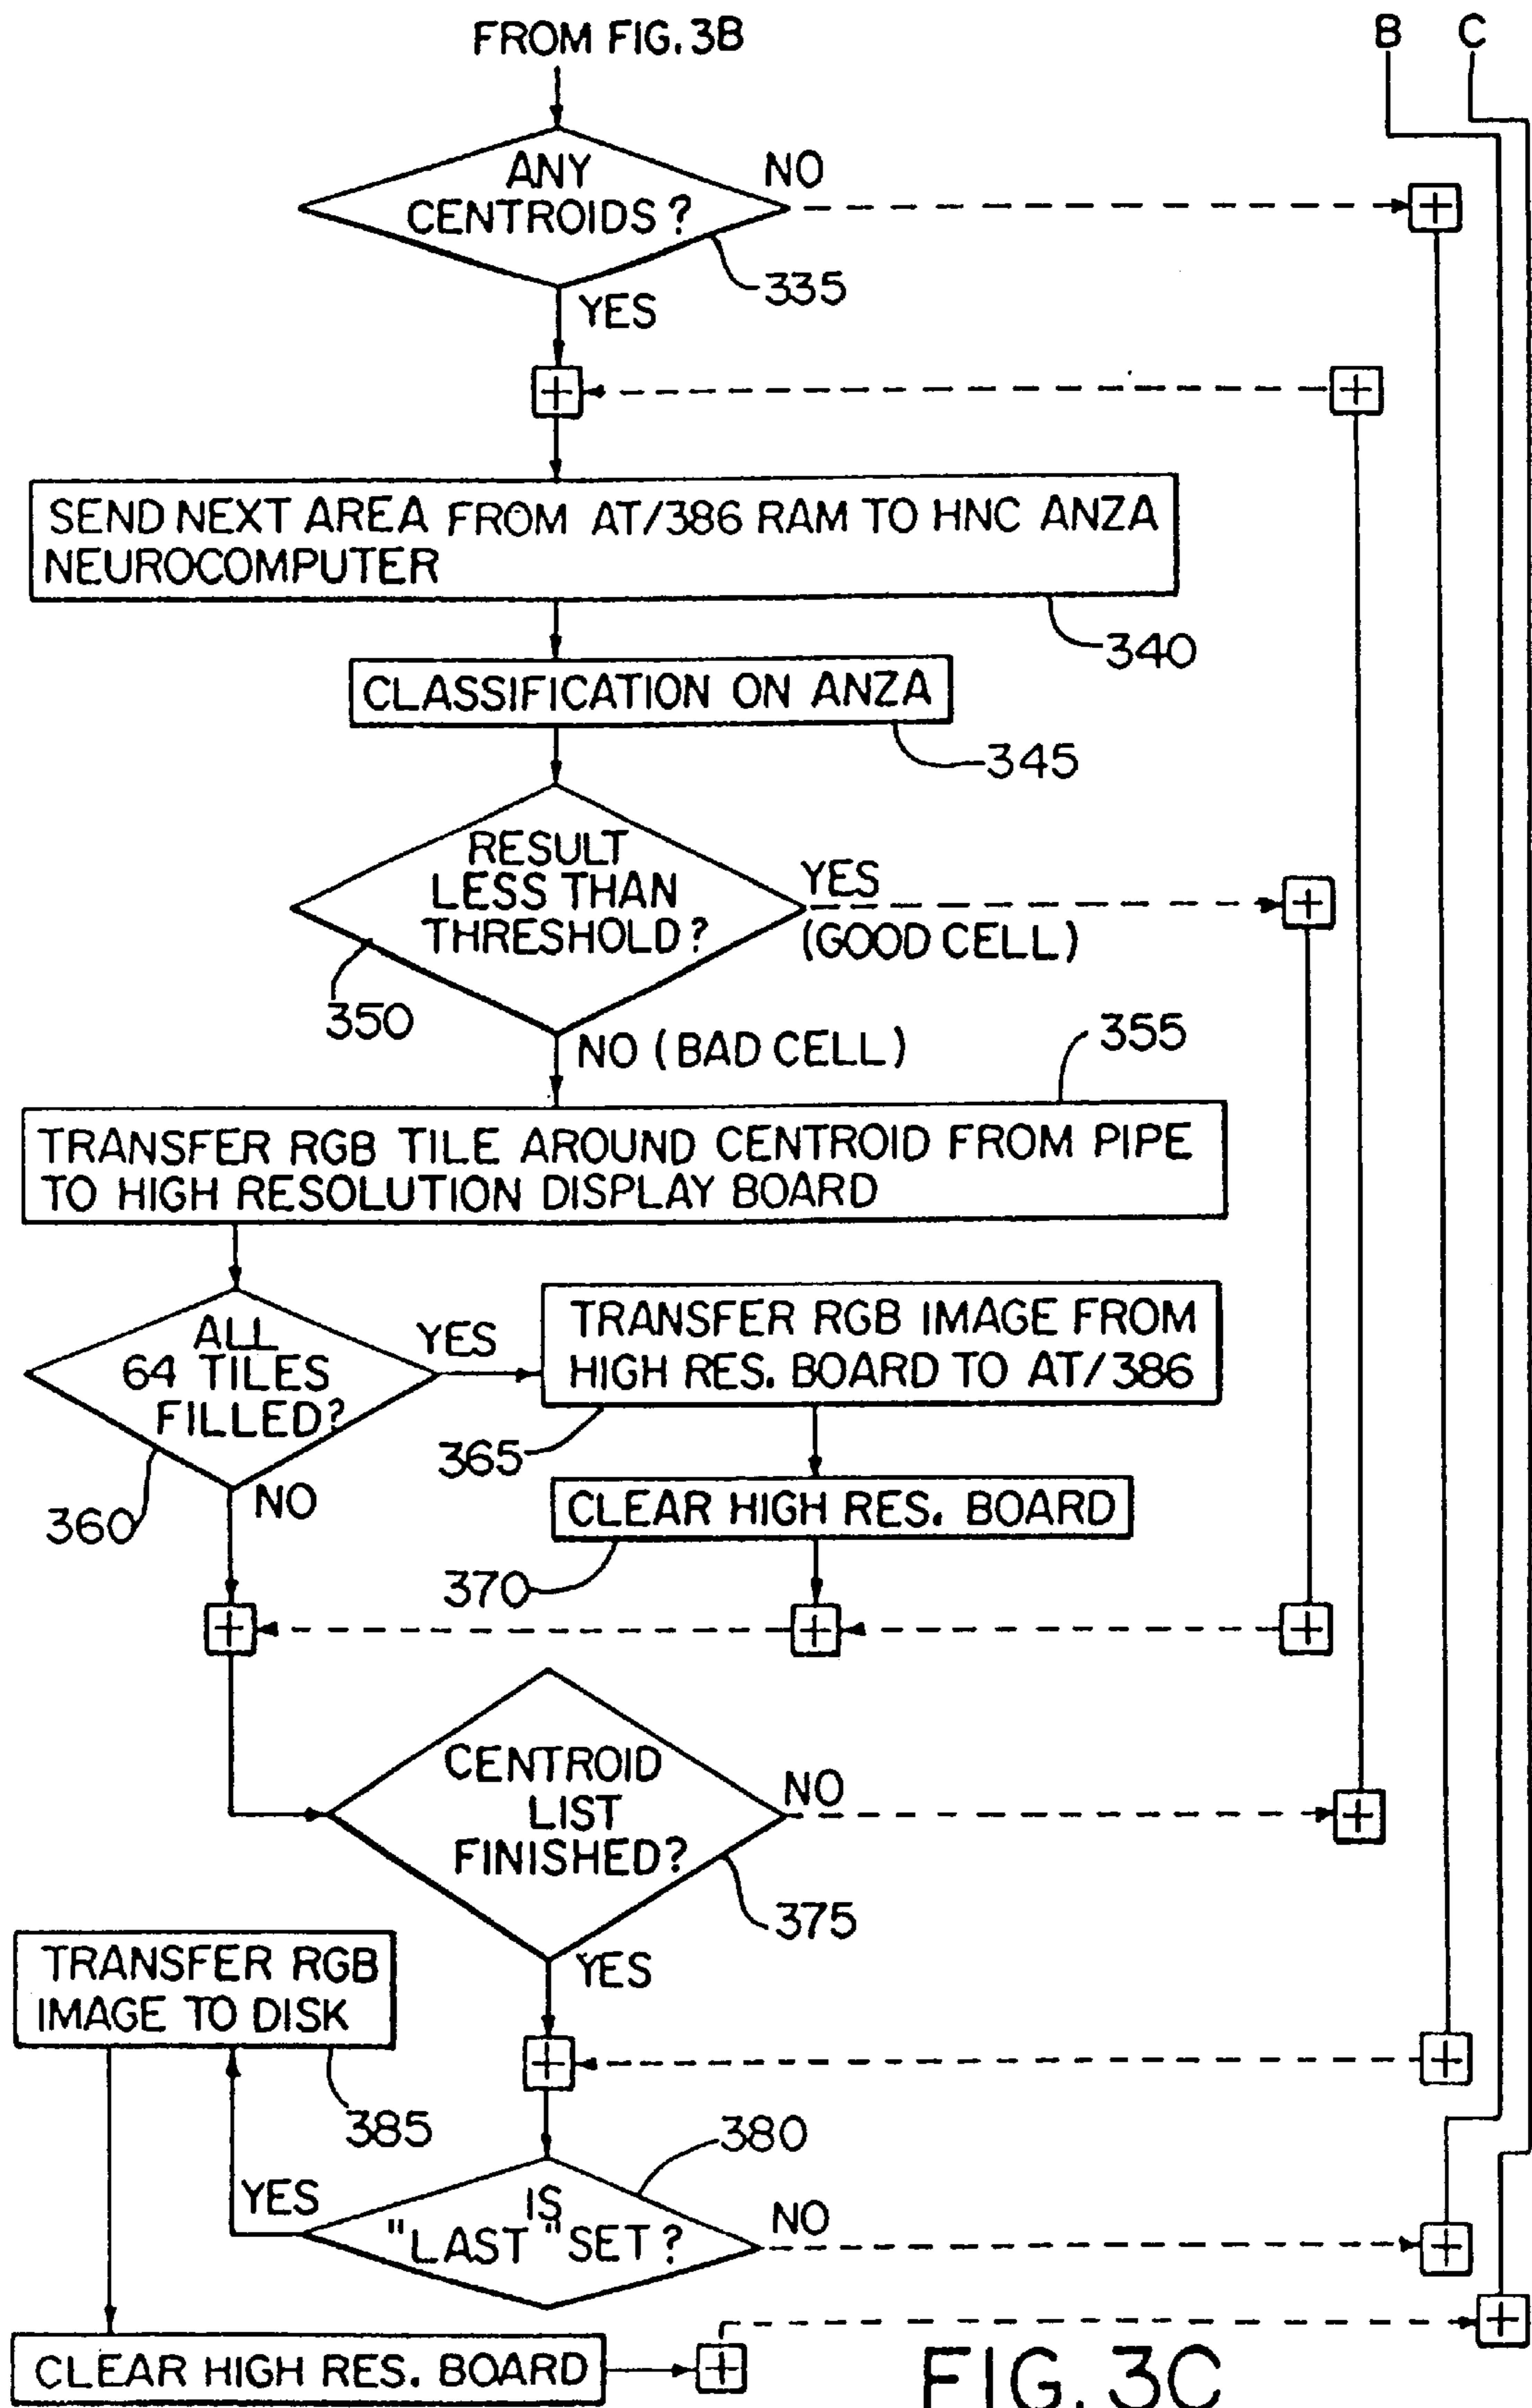 FROM FIG. 3B
B C
ANY
CENTROIDS?
NO
335
YES
SEND NEXT AREA FROM AT/386 RAM TO HNC ANZA
NEUROCOMPUTER
340
CLASSIFICATION ON ANZA
345
RESULT
LESS THAN
THRESHOLD?
YES
(GOOD CELL)
350
NO (BAD CELL)
355
TRANSFER RGB TILE AROUND CENTROID FROM PIPE
TO HIGH RESOLUTION DISPLAY BOARD
ALL
64 TILES
FILLED?
YES
TRANSFER RGB IMAGE FROM
HIGH RES. BOARD TO AT/386
365
360
NO
CLEAR HIGH RES. BOARD
370
CENTROID
LIST
FINISHED?
NO
375
YES
TRANSFER RGB
IMAGE TO DISK
385
380
YES
IS
"LAST" SET?
NO
CLEAR HIGH RES. BOARD
FIG. 3C